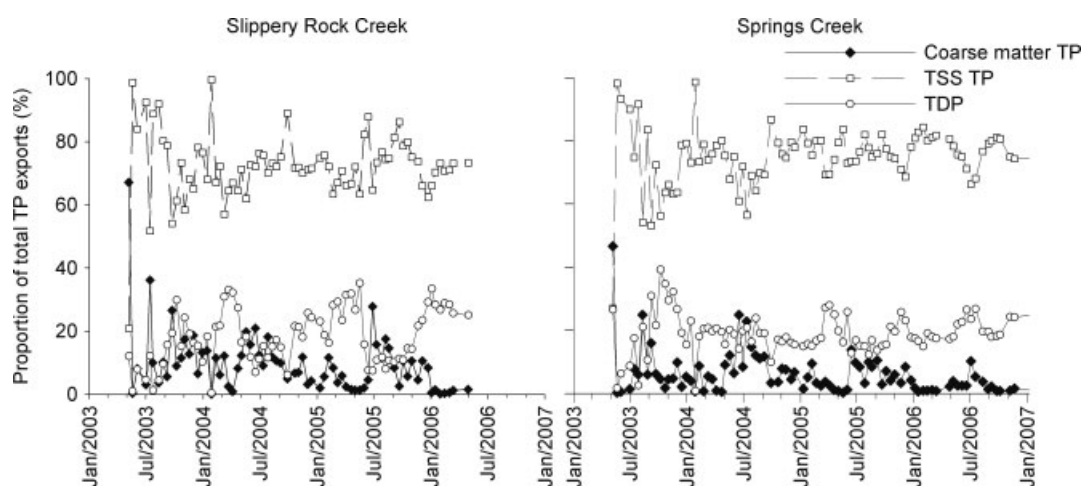 Slippery Rock Creek
Springs Creek
Coarse matter TP
TSS TP
TDP
Proportion of total TP exports (%)
100
80
60
40
20
0
Jan/2003
Jul/2003
Jan/2004
Jul/2004
Jan/2005
Jul/2005
Jan/2006
Jul/2006
Jan/2007
Jan/2003
Jul/2003
Jan/2004
Jul/2004
Jan/2005
Jul/2005
Jan/2006
Jul/2006
Jan/2007